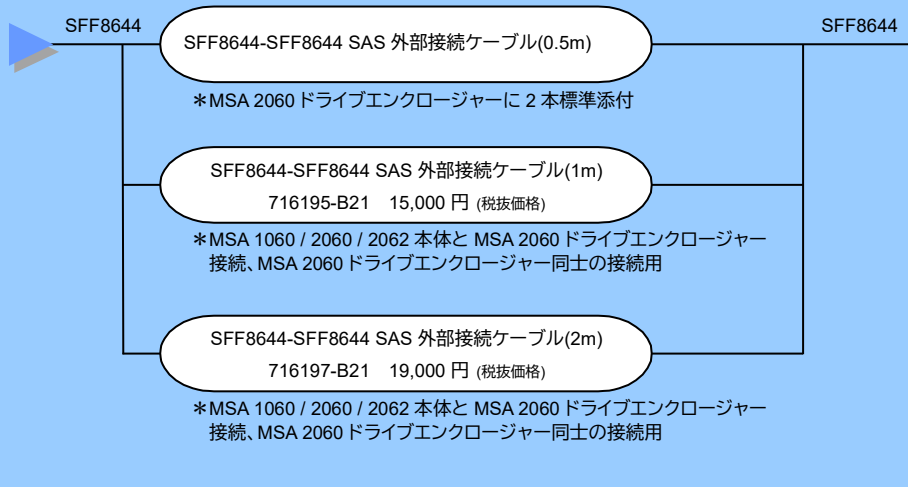 SFF8644
SFF8644
SFF8644-SFF8644 SAS 外部接続ケーブル(0.5m)
＊MSA 2060 ドライブエンクロージャーに 2 本標準添付
SFF8644-SFF8644 SAS 外部接続ケーブル(1m)
716195-B21 15,000 円 (税抜価格)
＊MSA 1060 / 2060 / 2062 本体と MSA 2060 ドライブエンクロージャー
接続、MSA 2060 ドライブエンクロージャー同士の接続用
SFF8644-SFF8644 SAS 外部接続ケーブル(2m)
716197-B21 19,000 円 (税抜価格)
＊MSA 1060 / 2060 / 2062 本体と MSA 2060 ドライブエンクロージャー
接続、MSA 2060 ドライブエンクロージャー同士の接続用